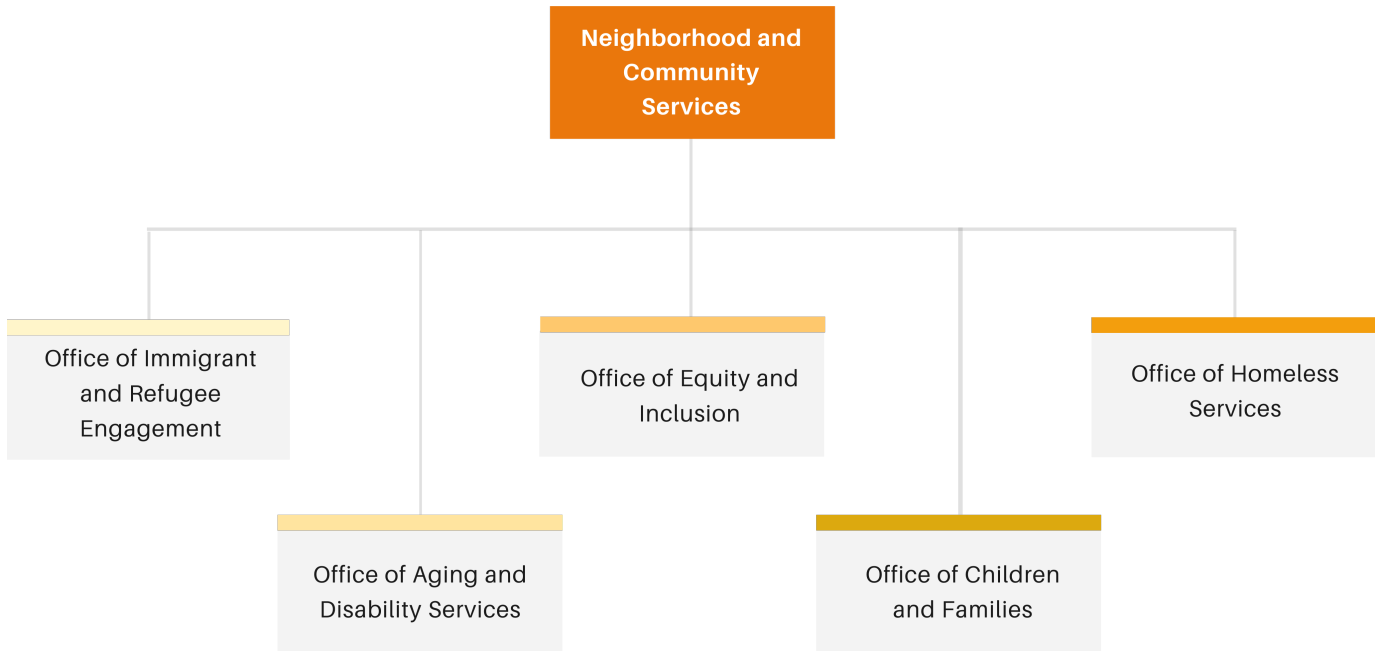 Neighborhood and
Community
Services
Office of Immigrant
and Refugee
Engagement
Office of Equity and
Inclusion
Office of Homeless
Services
Office of Aging and
Disability Services
Office of Children
and Families